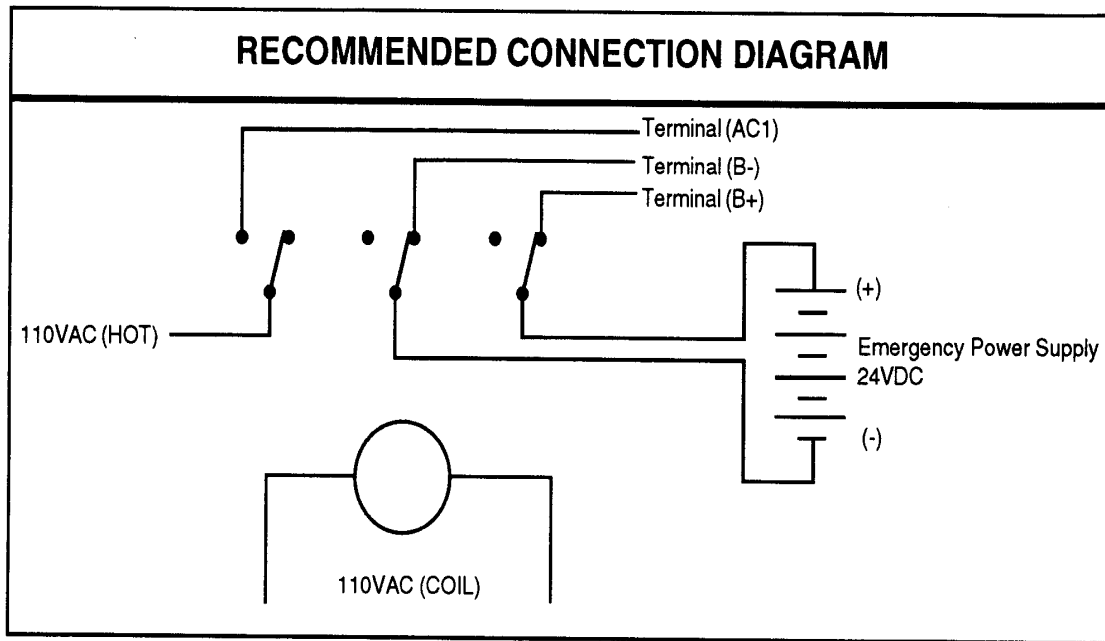 RECOMMENDED CONNECTION DIAGRAM
Terminal (AC1)
Terminal (B-)
Terminal (B+)
110VAC (HOT)
(+)
Emergency Power Supply
24VDC
(-)
110VAC (COIL)